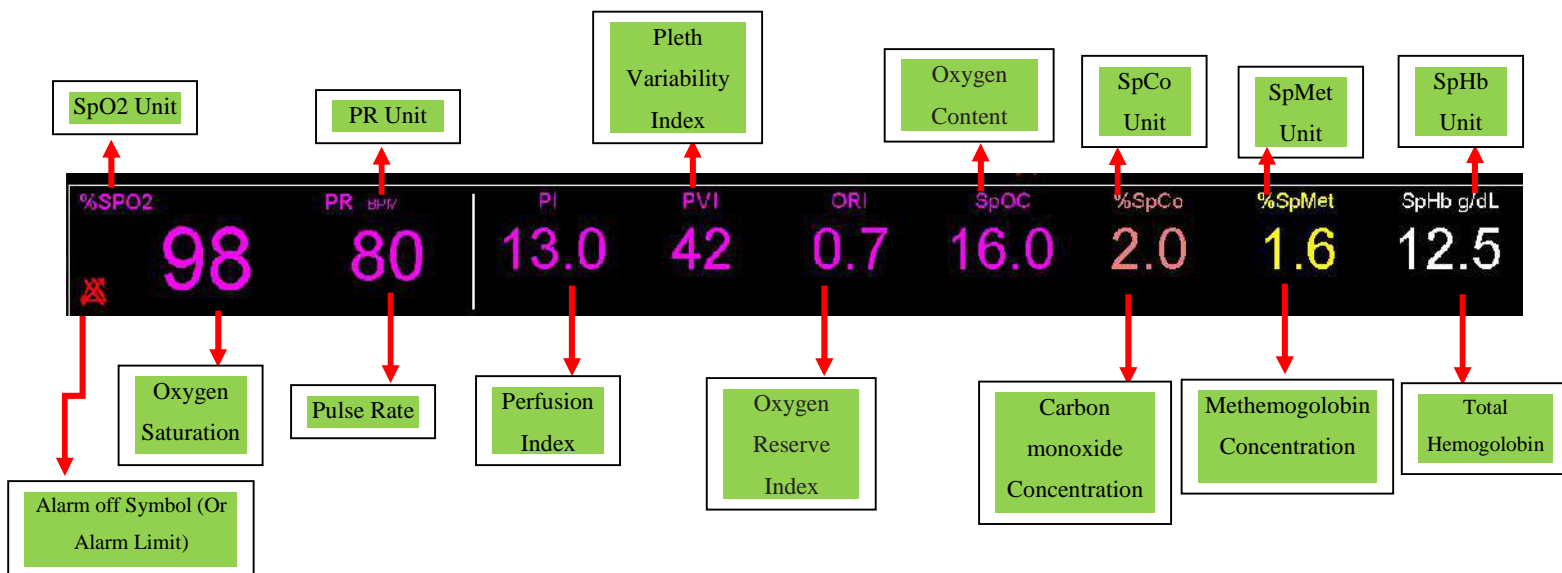 Pleth
Variability
Index
SpO2 Unit
PR Unit
Oxygen
Content
SpCo
Unit
SpMet
Unit
SpHb
Unit
%SPO2
PR BPM
PI
PVI
ORI
SpOC
%SpCo
%SpMet
SpHb g/dL
98
80
13.0
42
0.7
16.0
2.0
1.6
12.5
Oxygen
Saturation
Pulse Rate
Perfusion
Index
Oxygen
Reserve
Index
Carbon
monoxide
Concentration
Methemogolobin
Concentration
Total
Hemogolobin
Alarm off Symbol (Or
Alarm Limit)